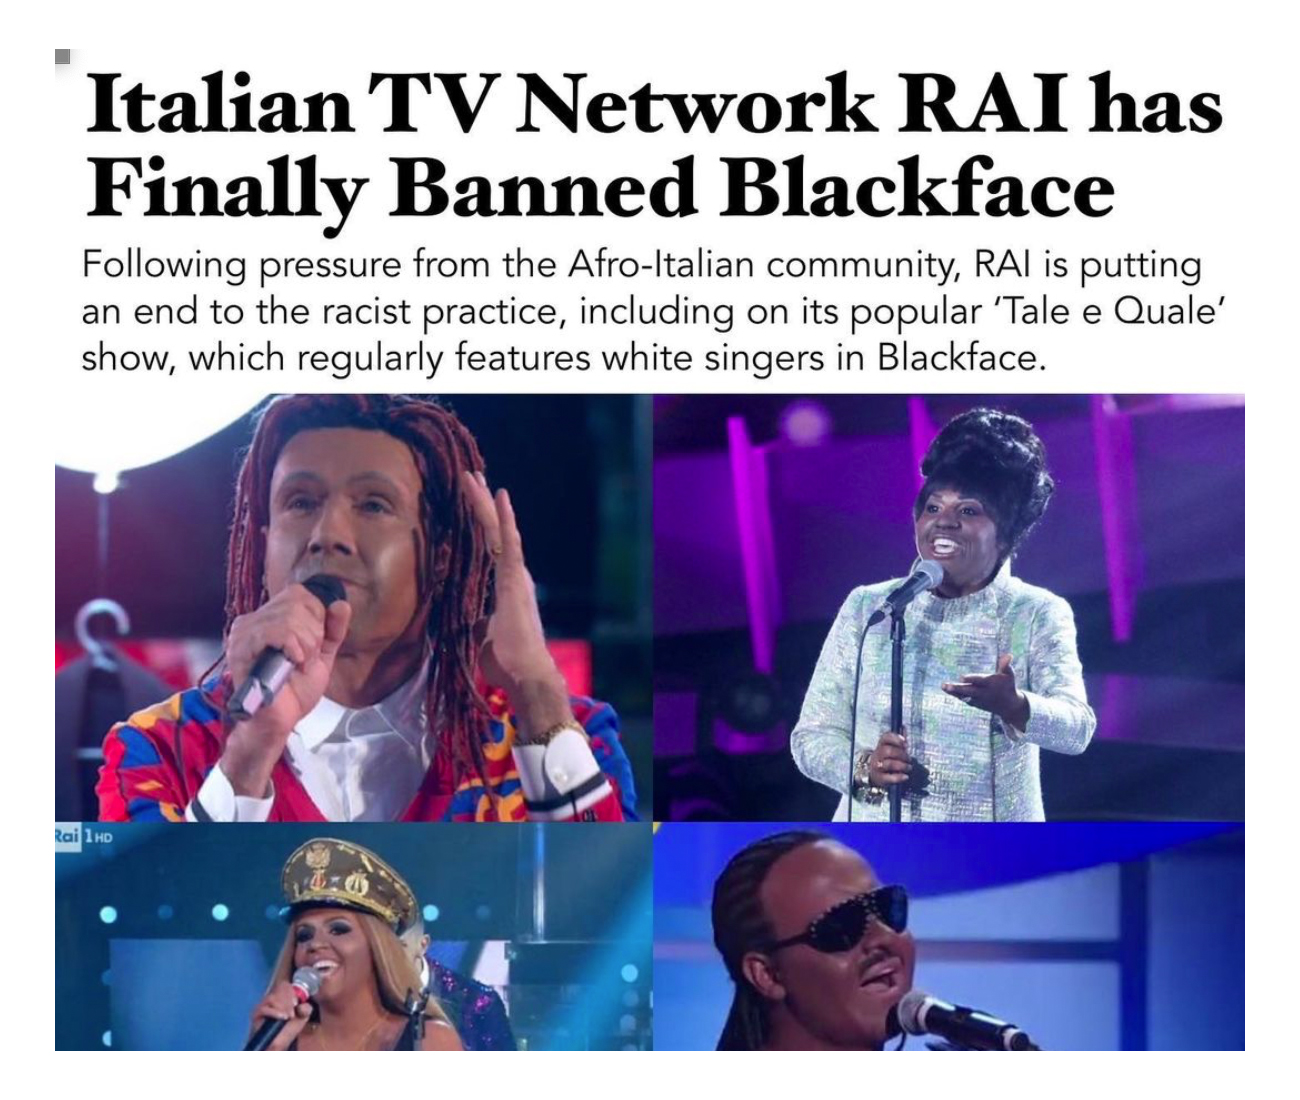 Italian TV Network RAI has
Finally Banned Blackface
Following pressure from the Afro-Italian community, RAI is putting
an end to the racist practice, including on its popular ‘Tale e Quale’
show, which regularly features white singers in Blackface.
Rai 1 HD